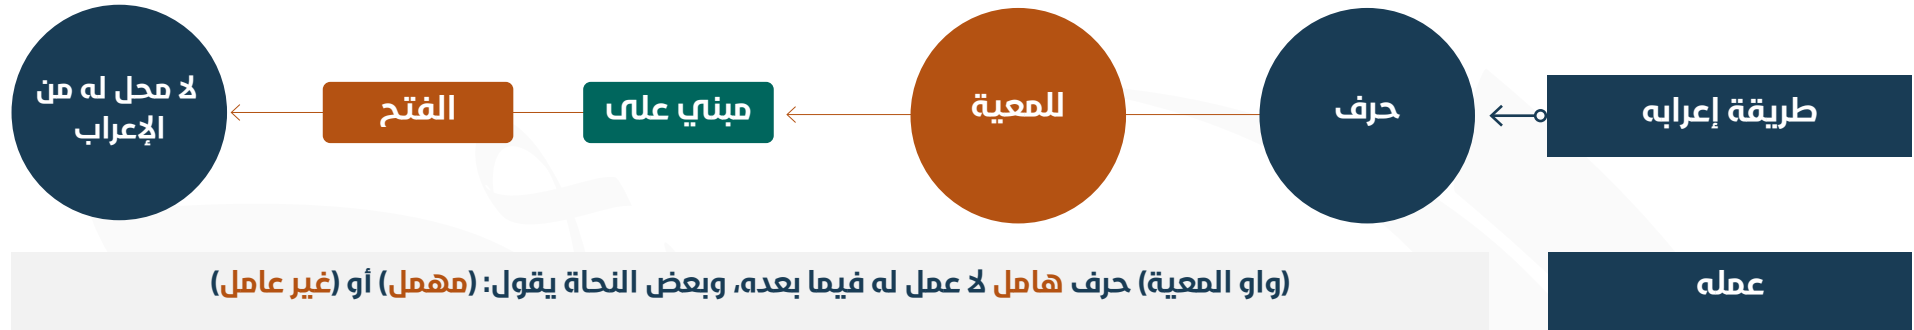 طريقة إعرابه
حرف
للمعية
مبني على
الفتح
لا محل له من
الإعراب
عمله
(واو المعية) حرف هامل لا عمل له فيما بعده، وبعض النحاة يقول: (مهمل) أو (غير عامل)